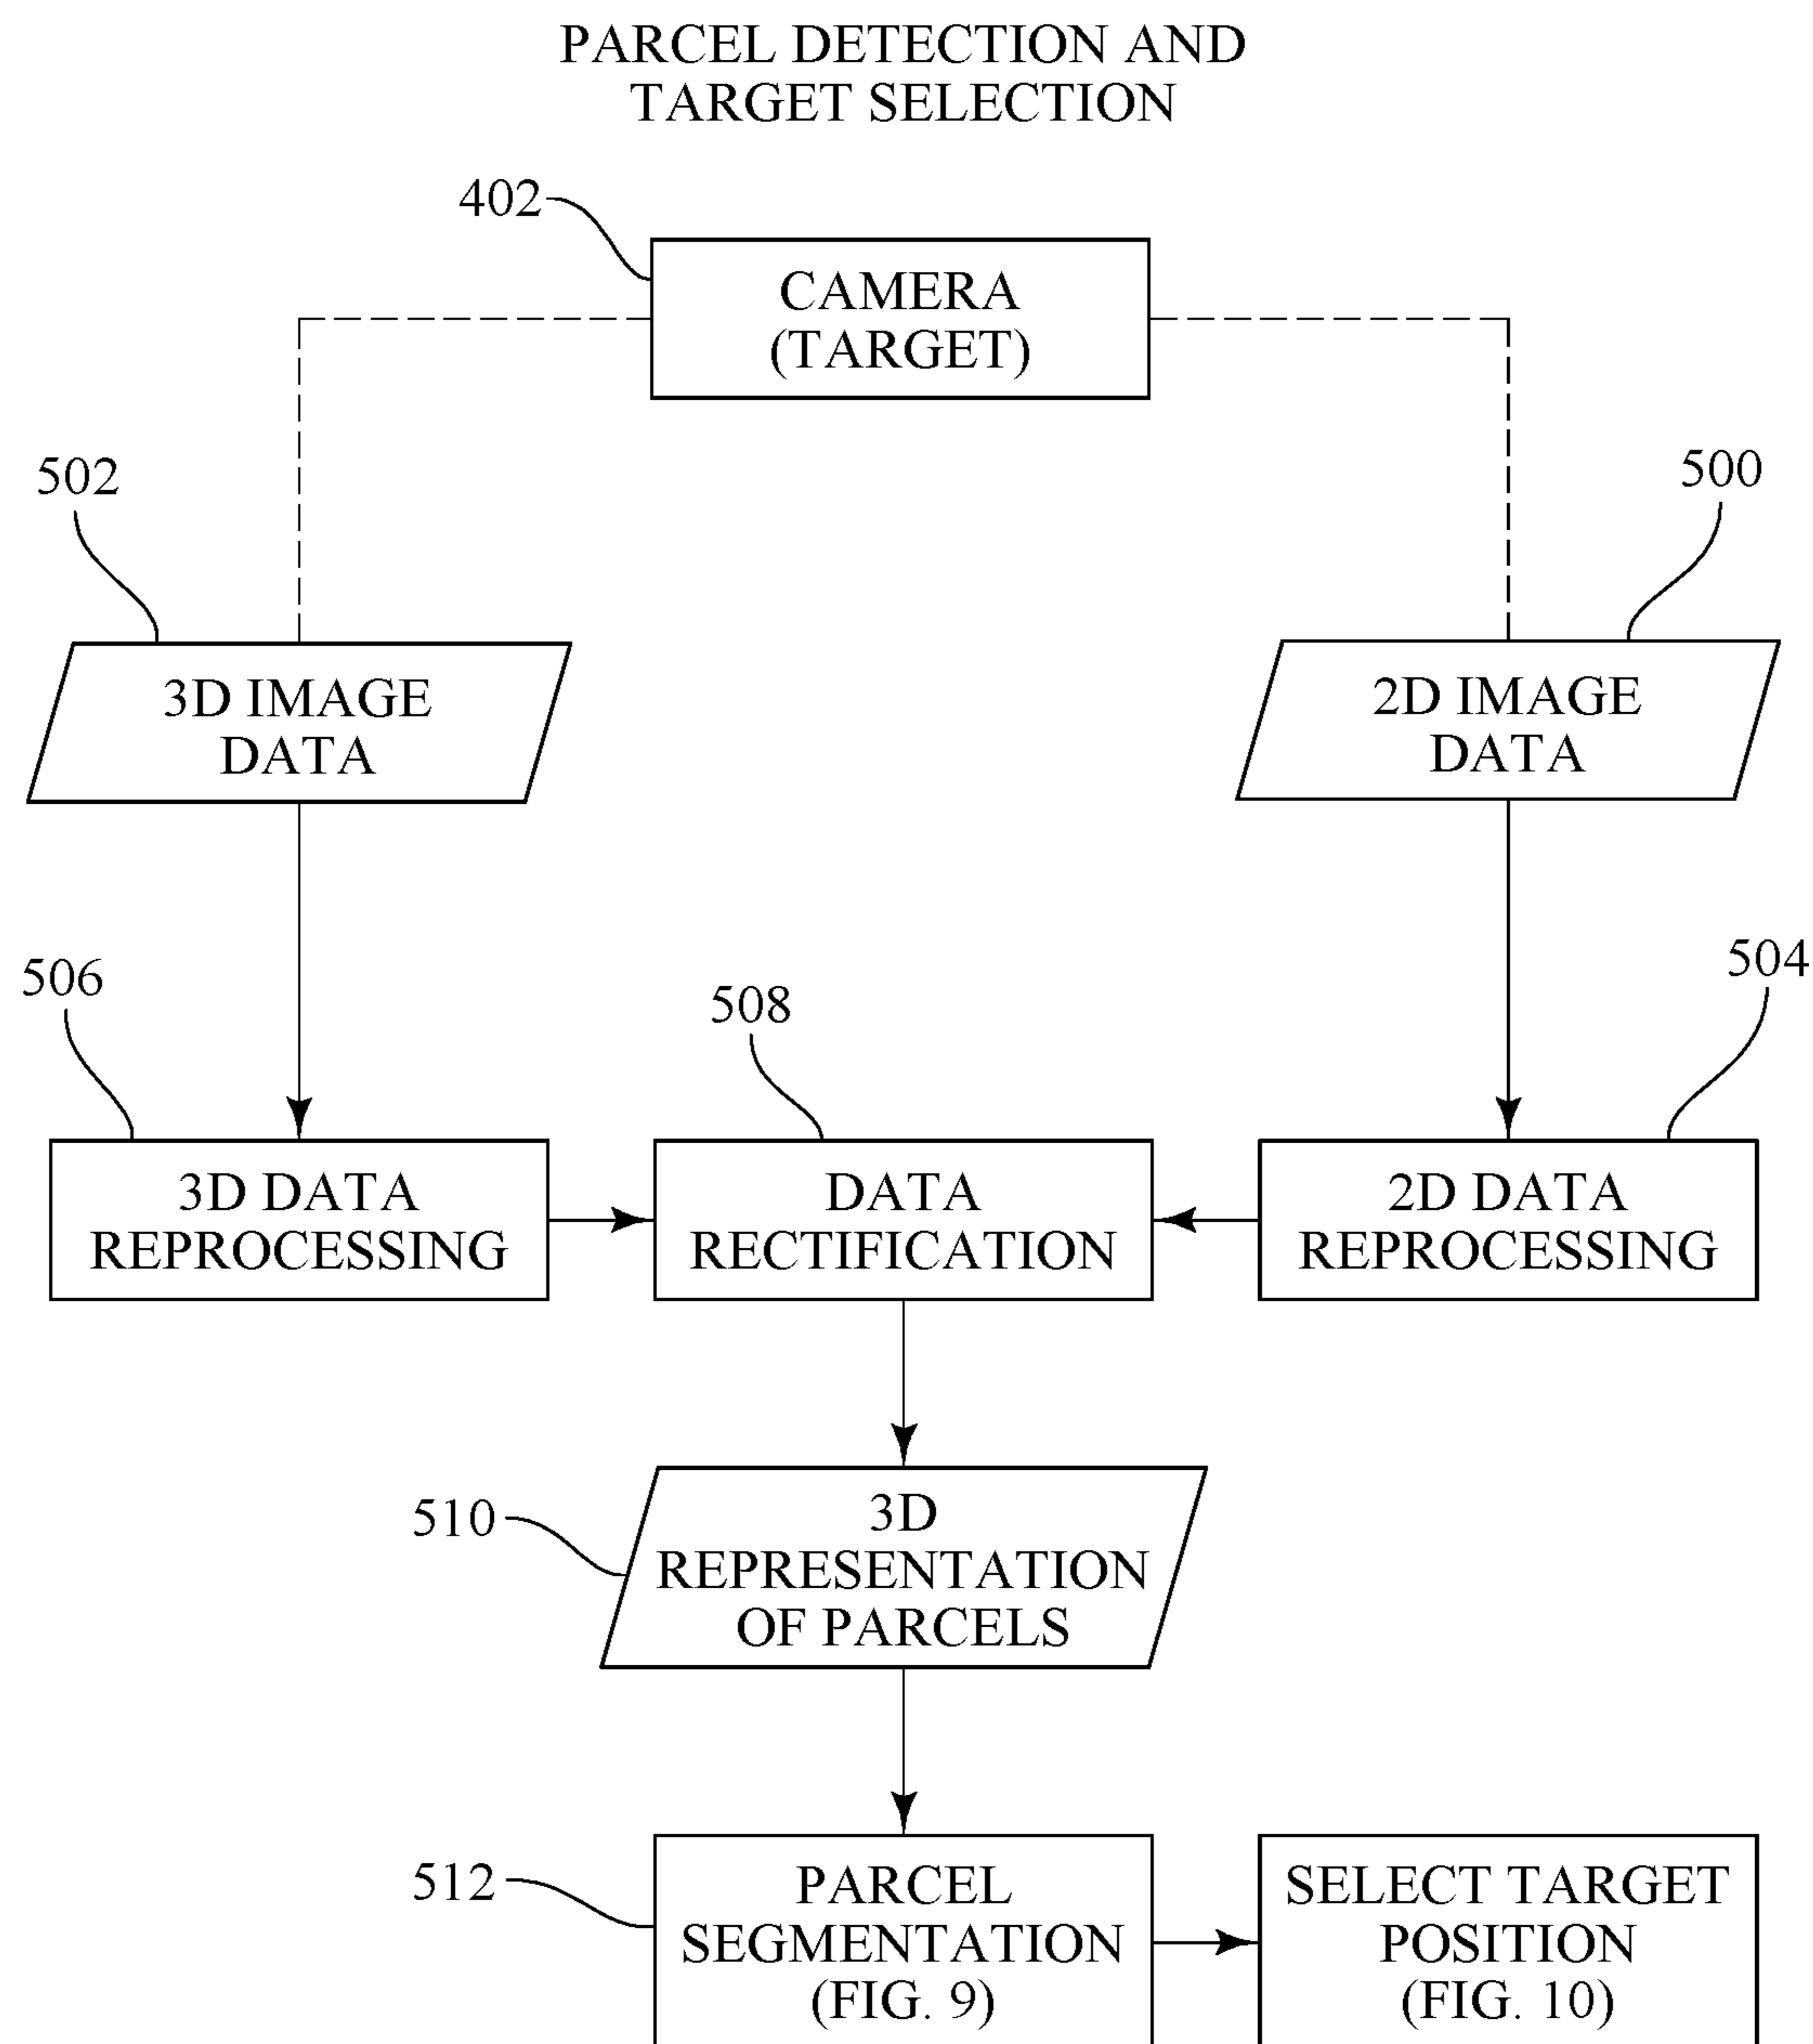 PARCEL DETECTION AND
TARGET SELECTION
402
CAMERA
(TARGET)
502
500
3D IMAGE
DATA
2D IMAGE
DATA
506
508
504
3D DATA
REPROCESSING
DATA
RECTIFICATION
2D DATA
REPROCESSING
510
3D
REPRESENTATION
OF PARCELS
512
PARCEL
SEGMENTATION
(FIG. 9)
SELECT TARGET
POSITION
(FIG. 10)